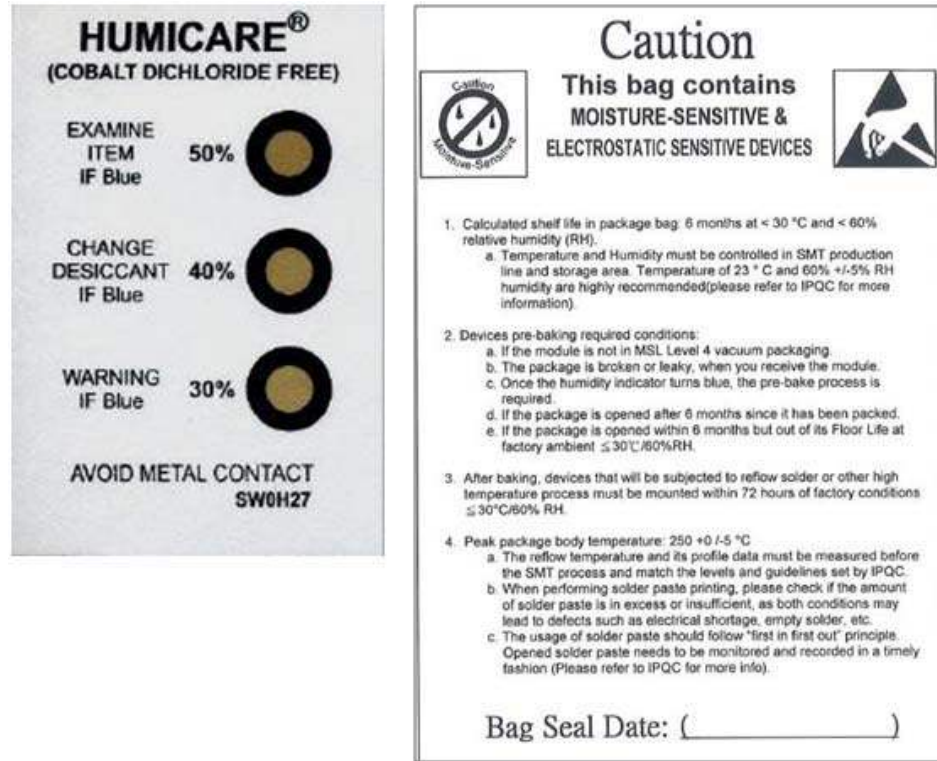 HUMICARE®
(COBALT DICHLORIDE FREE)
EXAMINE
ITEM
IF Blue
50%
CHANGE
DESICCANT
IF Blue
40%
WARNING
IF Blue
30%
AVOID METAL CONTACT
SW0H27
Caution
This bag contains
MOISTURE-SENSITIVE &
ELECTROSTATIC SENSITIVE DEVICES
Caution
Moisture-Sensitive
1. Calculated shelf life in package bag: 6 months at < 30 °C and < 60%
relative humidity (RH).
a. Temperature and Humidity must be controlled in SMT production
line and storage area. Temperature of 23 ° C and 60% +/-5% RH
humidity are highly recommended(please refer to IPQC for more
information).
2. Devices pre-baking required conditions:
a. If the module is not in MSL Level 4 vacuum packaging.
b. The package is broken or leaky, when you receive the module.
c. Once the humidity indicator turns blue, the pre-bake process is
required.
d. If the package is opened after 6 months since it has been packed.
e. If the package is opened within 6 months but out of its Floor Life at
factory ambient ≦30℃/60%RH.
3. After baking, devices that will be subjected to reflow solder or other high
temperature process must be mounted within 72 hours of factory conditions
≦30°C/60% RH.
4. Peak package body temperature: 250 +0 /-5 °C
a. The reflow temperature and its profile data must be measured before
the SMT process and match the levels and guidelines set by IPQC.
b. When performing solder paste printing, please check if the amount
of solder paste is in excess or insufficient, as both conditions may
lead to defects such as electrical shortage, empty solder, etc.
c. The usage of solder paste should follow "first in first out" principle.
Opened solder paste needs to be monitored and recorded in a timely
fashion (Please refer to IPQC for more info).
Bag Seal Date: (____________)